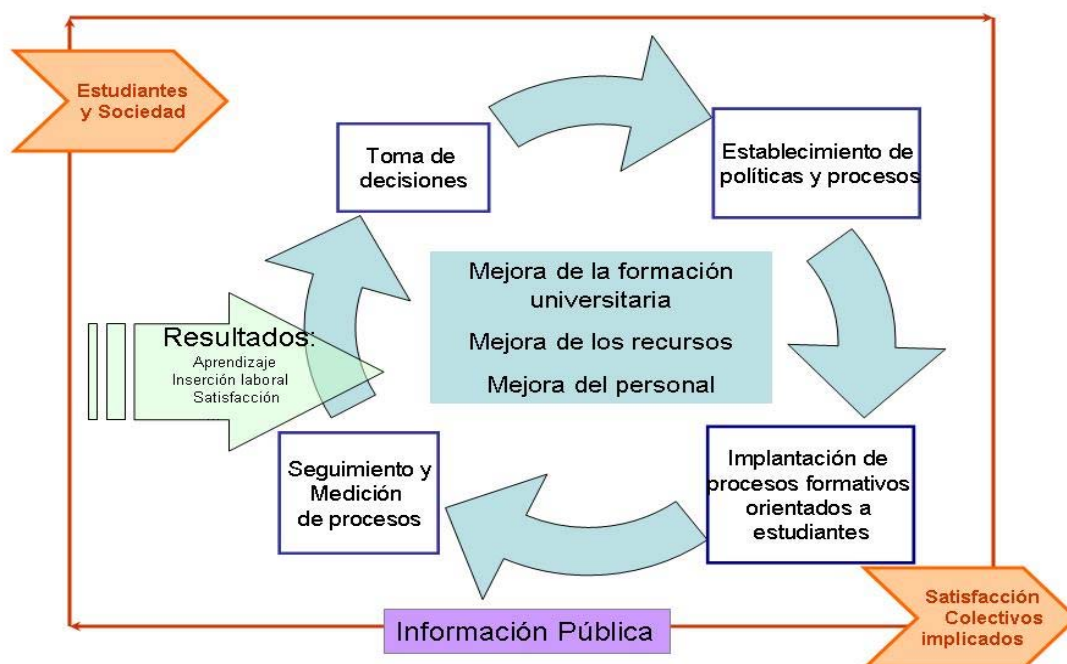 Estudiantes
y Sociedad
Toma de
decisiones
Establecimiento de
políticas y procesos
Mejora de la formación
universitaria
Mejora de los recursos
Mejora del personal
Resultados:
Aprendizaje
Inserción laboral
Satisfacción
...
Seguimiento y
Medición
de procesos
Implantación de
procesos formativos
orientados a
estudiantes
Satisfacción
Colectivos
implicados
Información Pública